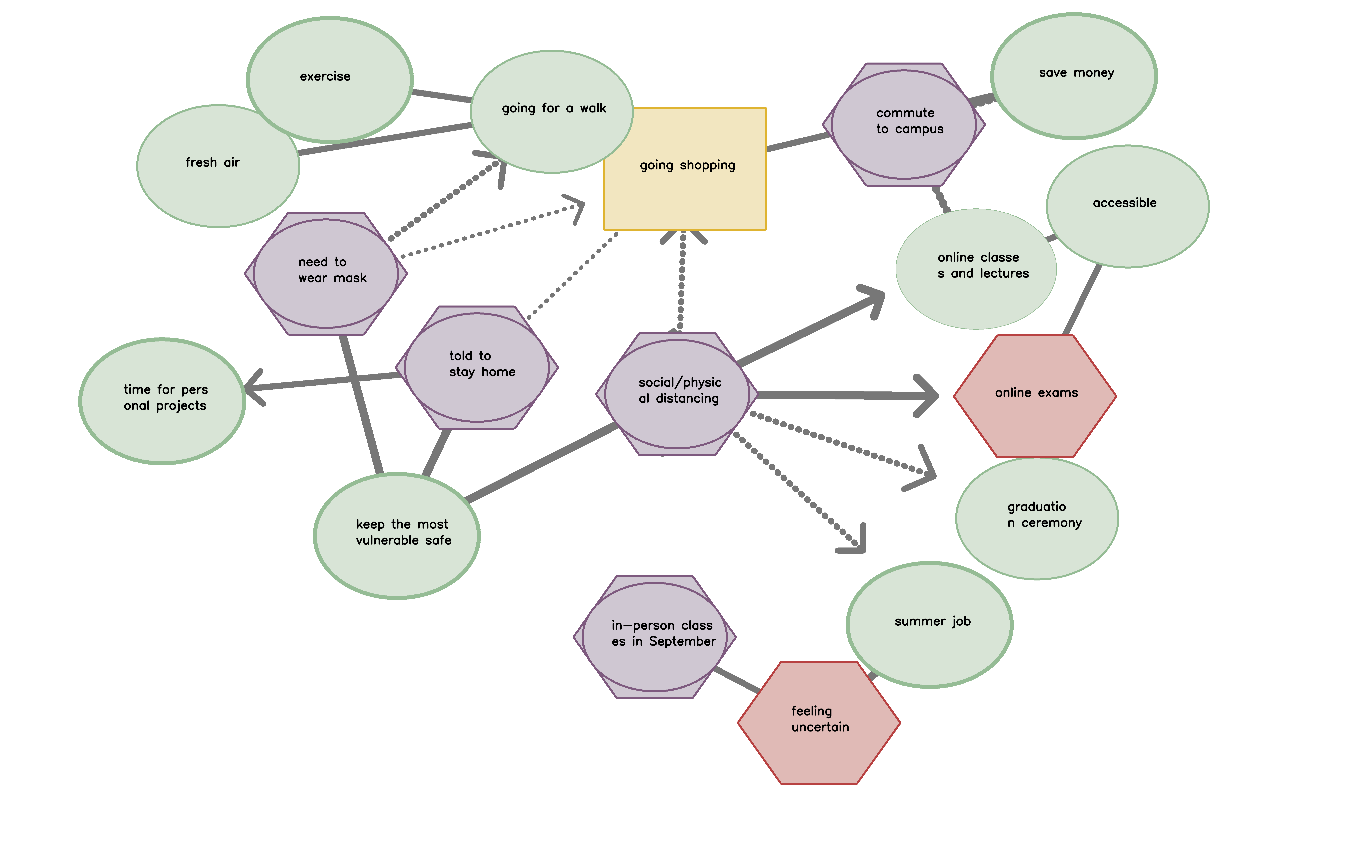 exercise
save money
going for a walk
commute
to campus
fresh air
going shopping
accessible
need to
wear mask
online classe
s and lectures
told to
stay home
time for pers
onal projects
social/physic
al distancing
online exams
graduatio
n ceremony
keep the most
vulnerable safe
in-person class
es in September
summer job
feeling
uncertain